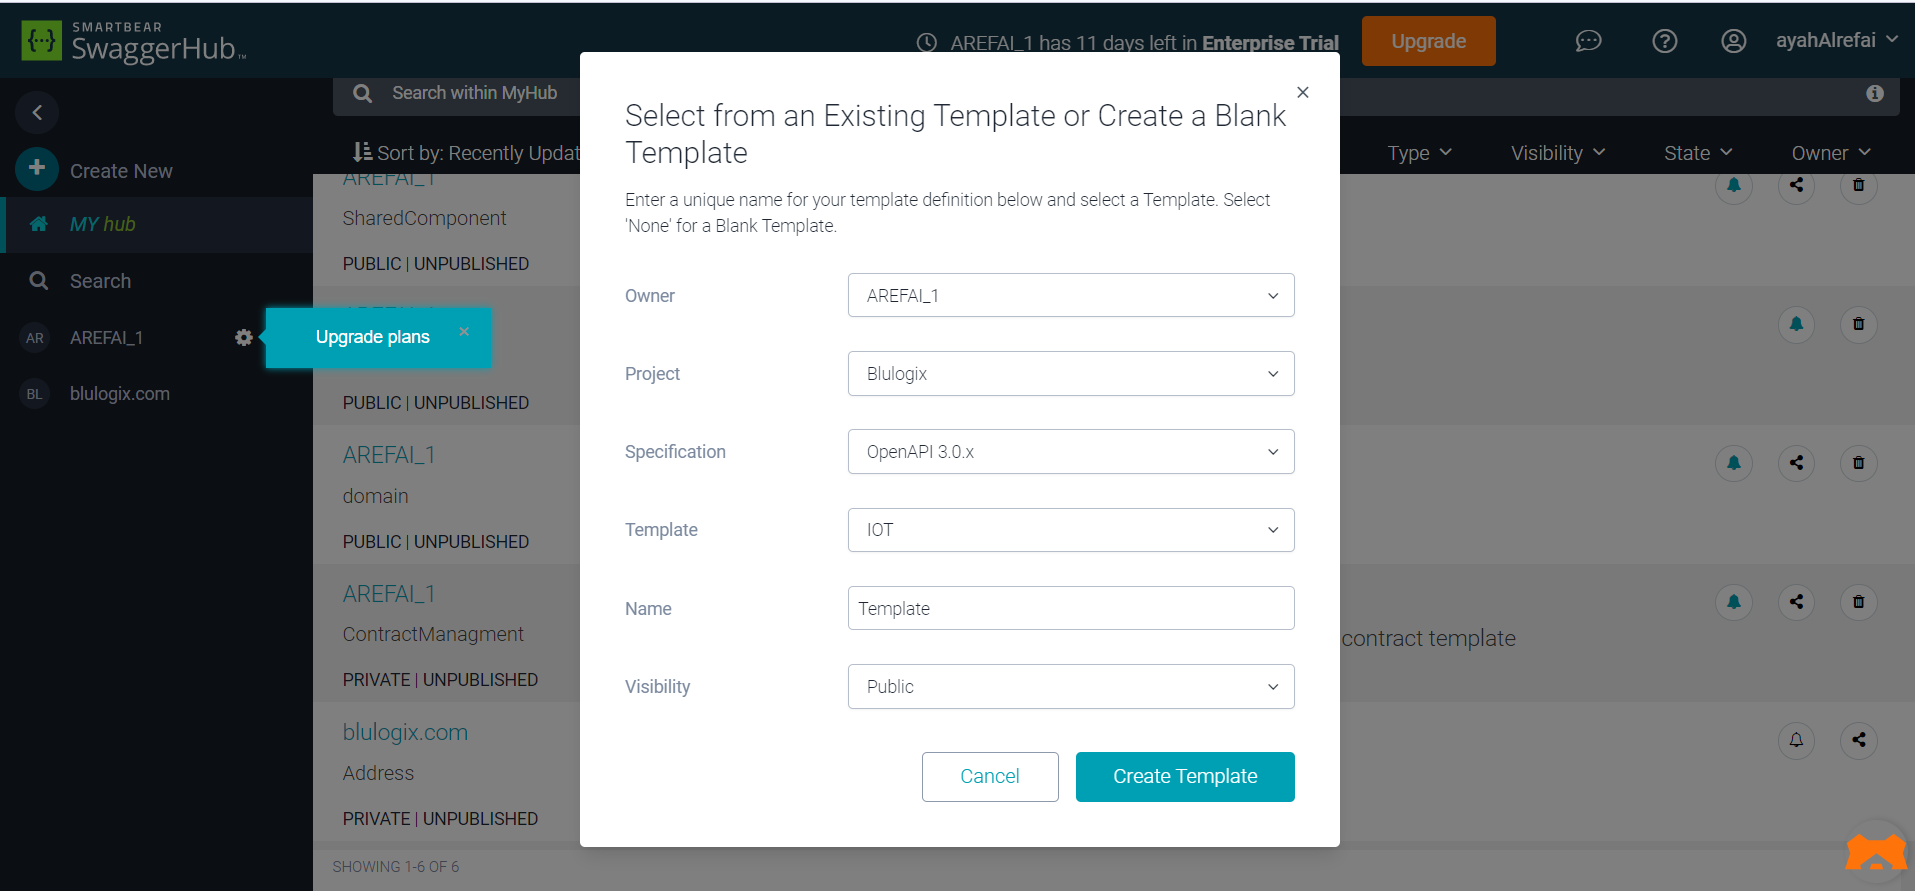 SMARTBEAR
SwaggerHub™
AREFAI_1 has 11 days left in Enterprise Trial
Upgrade
ayahAlrefai
Search within MyHub
Create New
MY hub
Search
AR AREFAI_1
BL blulogix.com
Upgrade plans ×
Sort by: Recently Updat
Type
Visibility
State
Owner
AREFAI_1
SharedComponent
PUBLIC | UNPUBLISHED
PUBLIC | UNPUBLISHED
AREFAI_1
domain
PUBLIC | UNPUBLISHED
AREFAI_1
ContractManagment
contract template
PRIVATE | UNPUBLISHED
blulogix.com
Address
PRIVATE | UNPUBLISHED
SHOWING 1-6 OF 6
Select from an Existing Template or Create a Blank
Template
Enter a unique name for your template definition below and select a Template. Select
'None' for a Blank Template.
Owner AREFAI_1
Project Blulogix
Specification OpenAPI 3.0.x
Template IOT
Name Template
Visibility Public
Cancel
Create Template